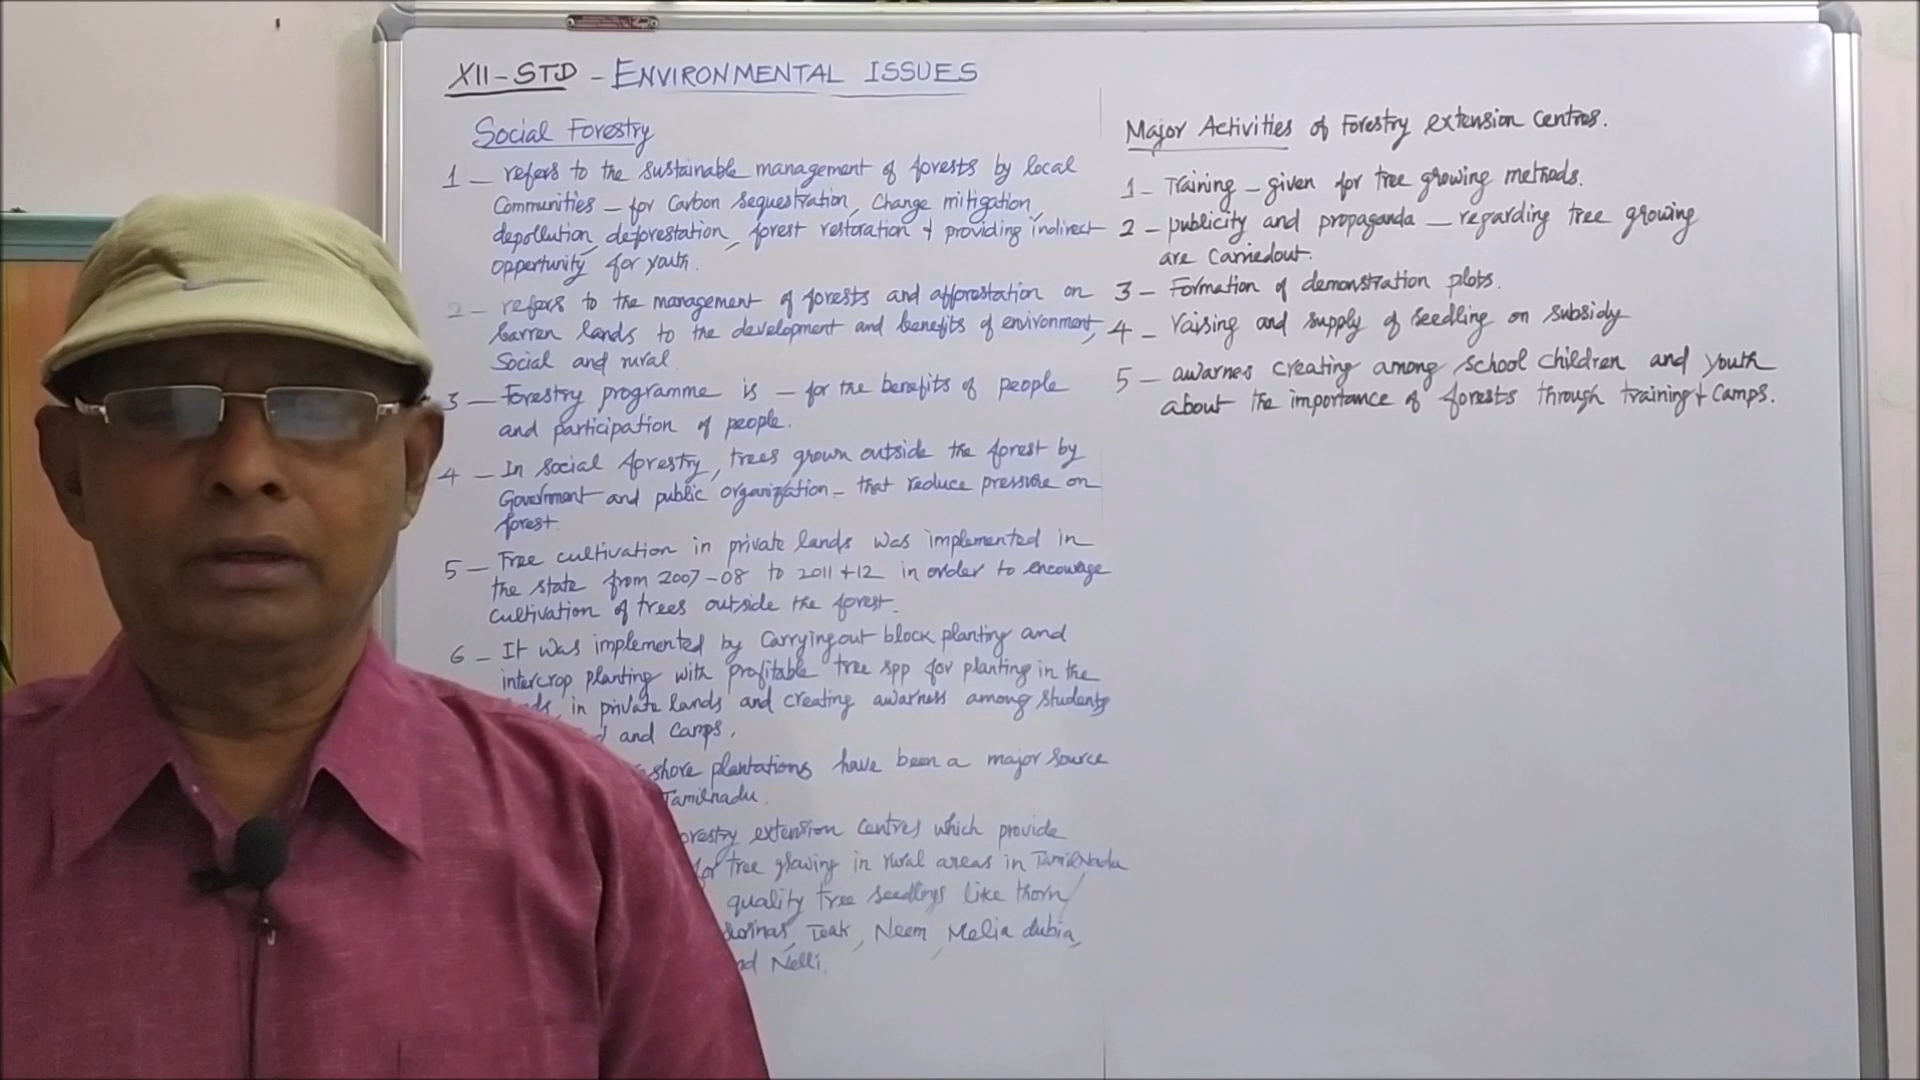 XII-STD - ENVIRONMENTAL ISSUES
Social Forestry
1 - refers to the sustainable management of forests by local
Communities - for Carbon sequestration, Change mitigation,
depollution, deforestation, forest restoration + providing indirect
opportunity for youth.
2 - refers to the management of forests and afforstation on
barren lands to the development and benefits of environment,
Social and rural.
3 - Forestry programme is - for the benefits of people
and participation of people.
4 - In social forestry, trees grown outside the forest by
Government and public organization - that reduce pressure on
forest.
5 - Free cultivation in private lands was implemented in
the state from 2007-08 to 2011+12 in order to encourage
cultivation of trees outside the forest.
6 - It was implemented by Carryingout block planting and
intercrop planting with profitable tree spp for planting in the
in private lands and creating awarness among students
and Camps.
shore plantations have been a major source
Tamilnadu.
extension Centres which provide
for tree glowing in rural areas in TamilNadu
quality tree seedlings like thorn
Teak, Neem, Melia dubia,
Nelli.
Major Activities of Forestry extension Centres.
1 - Training - given for tree growing methods.
2 - publicity and propaganda - regarding tree growing
are Carriedout.
3 - Formation of demonstration plots.
4 - Raising and supply of seedling on subsidy
5 - awarnes creating among school children and youth
about the importance of forests through training + Camps.